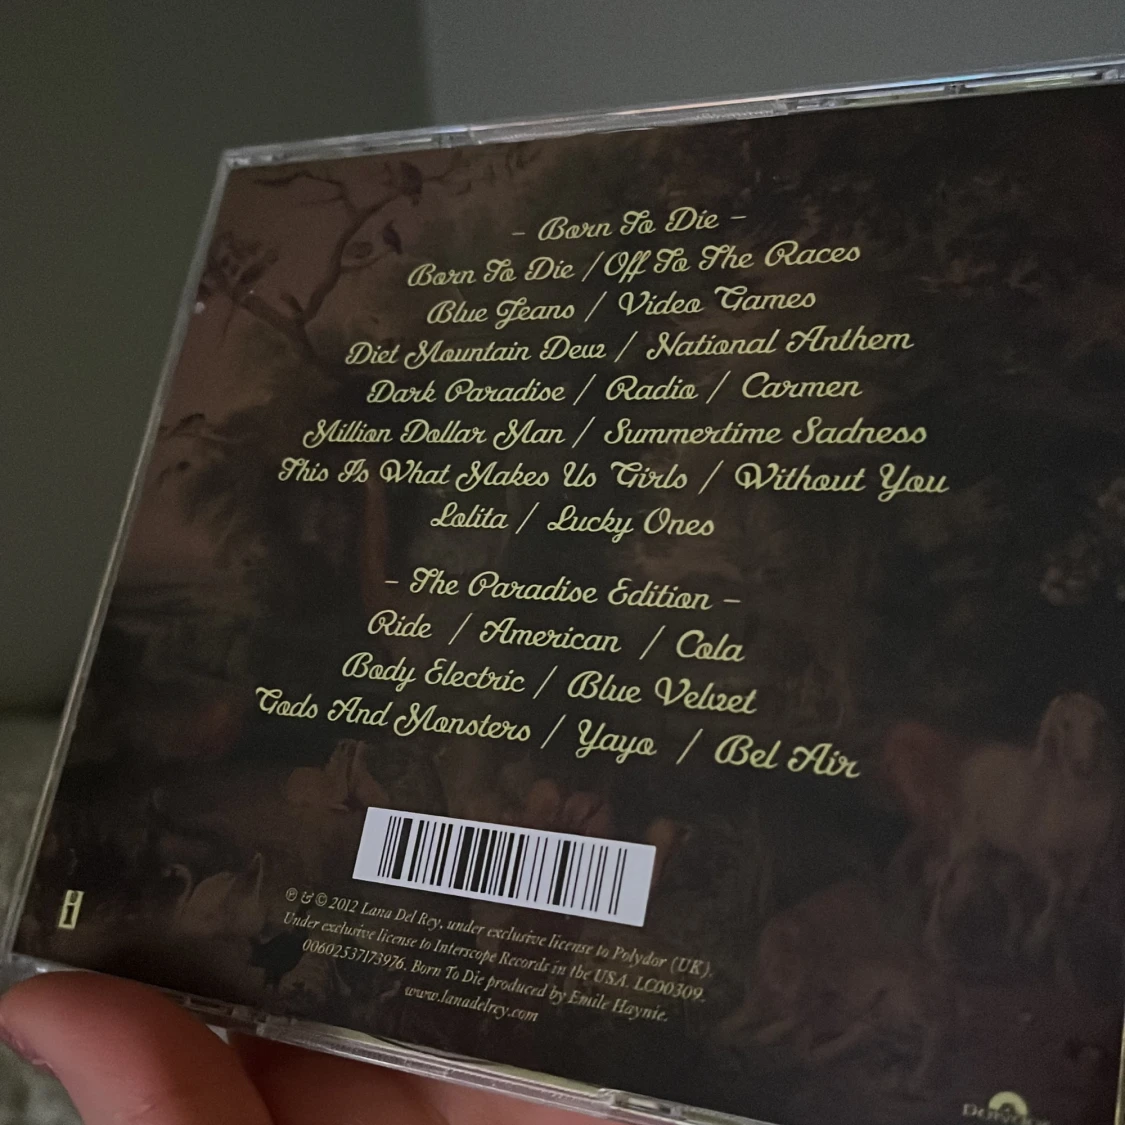 – Born To Die –
Born To Die / Off To The Races
Blue Jeans / Video Games
Diet Mountain Dew / National Anthem
Dark Paradise / Radio / Carmen
Million Dollar Man / Summertime Sadness
This Is What Makes Us Girls / Without You
Lolita / Lucky Ones
– The Paradise Edition –
Ride / American / Cola
Body Electric / Blue Velvet
Gods And Monsters / Yayo / Bel Air
℗ & © 2012 Lana Del Rey, under exclusive license to Polydor (UK).
Under exclusive license to Interscope Records in the USA. LC00309.
00602537173976. Born To Die produced by Emile Haynie.
www.lanadelrey.com